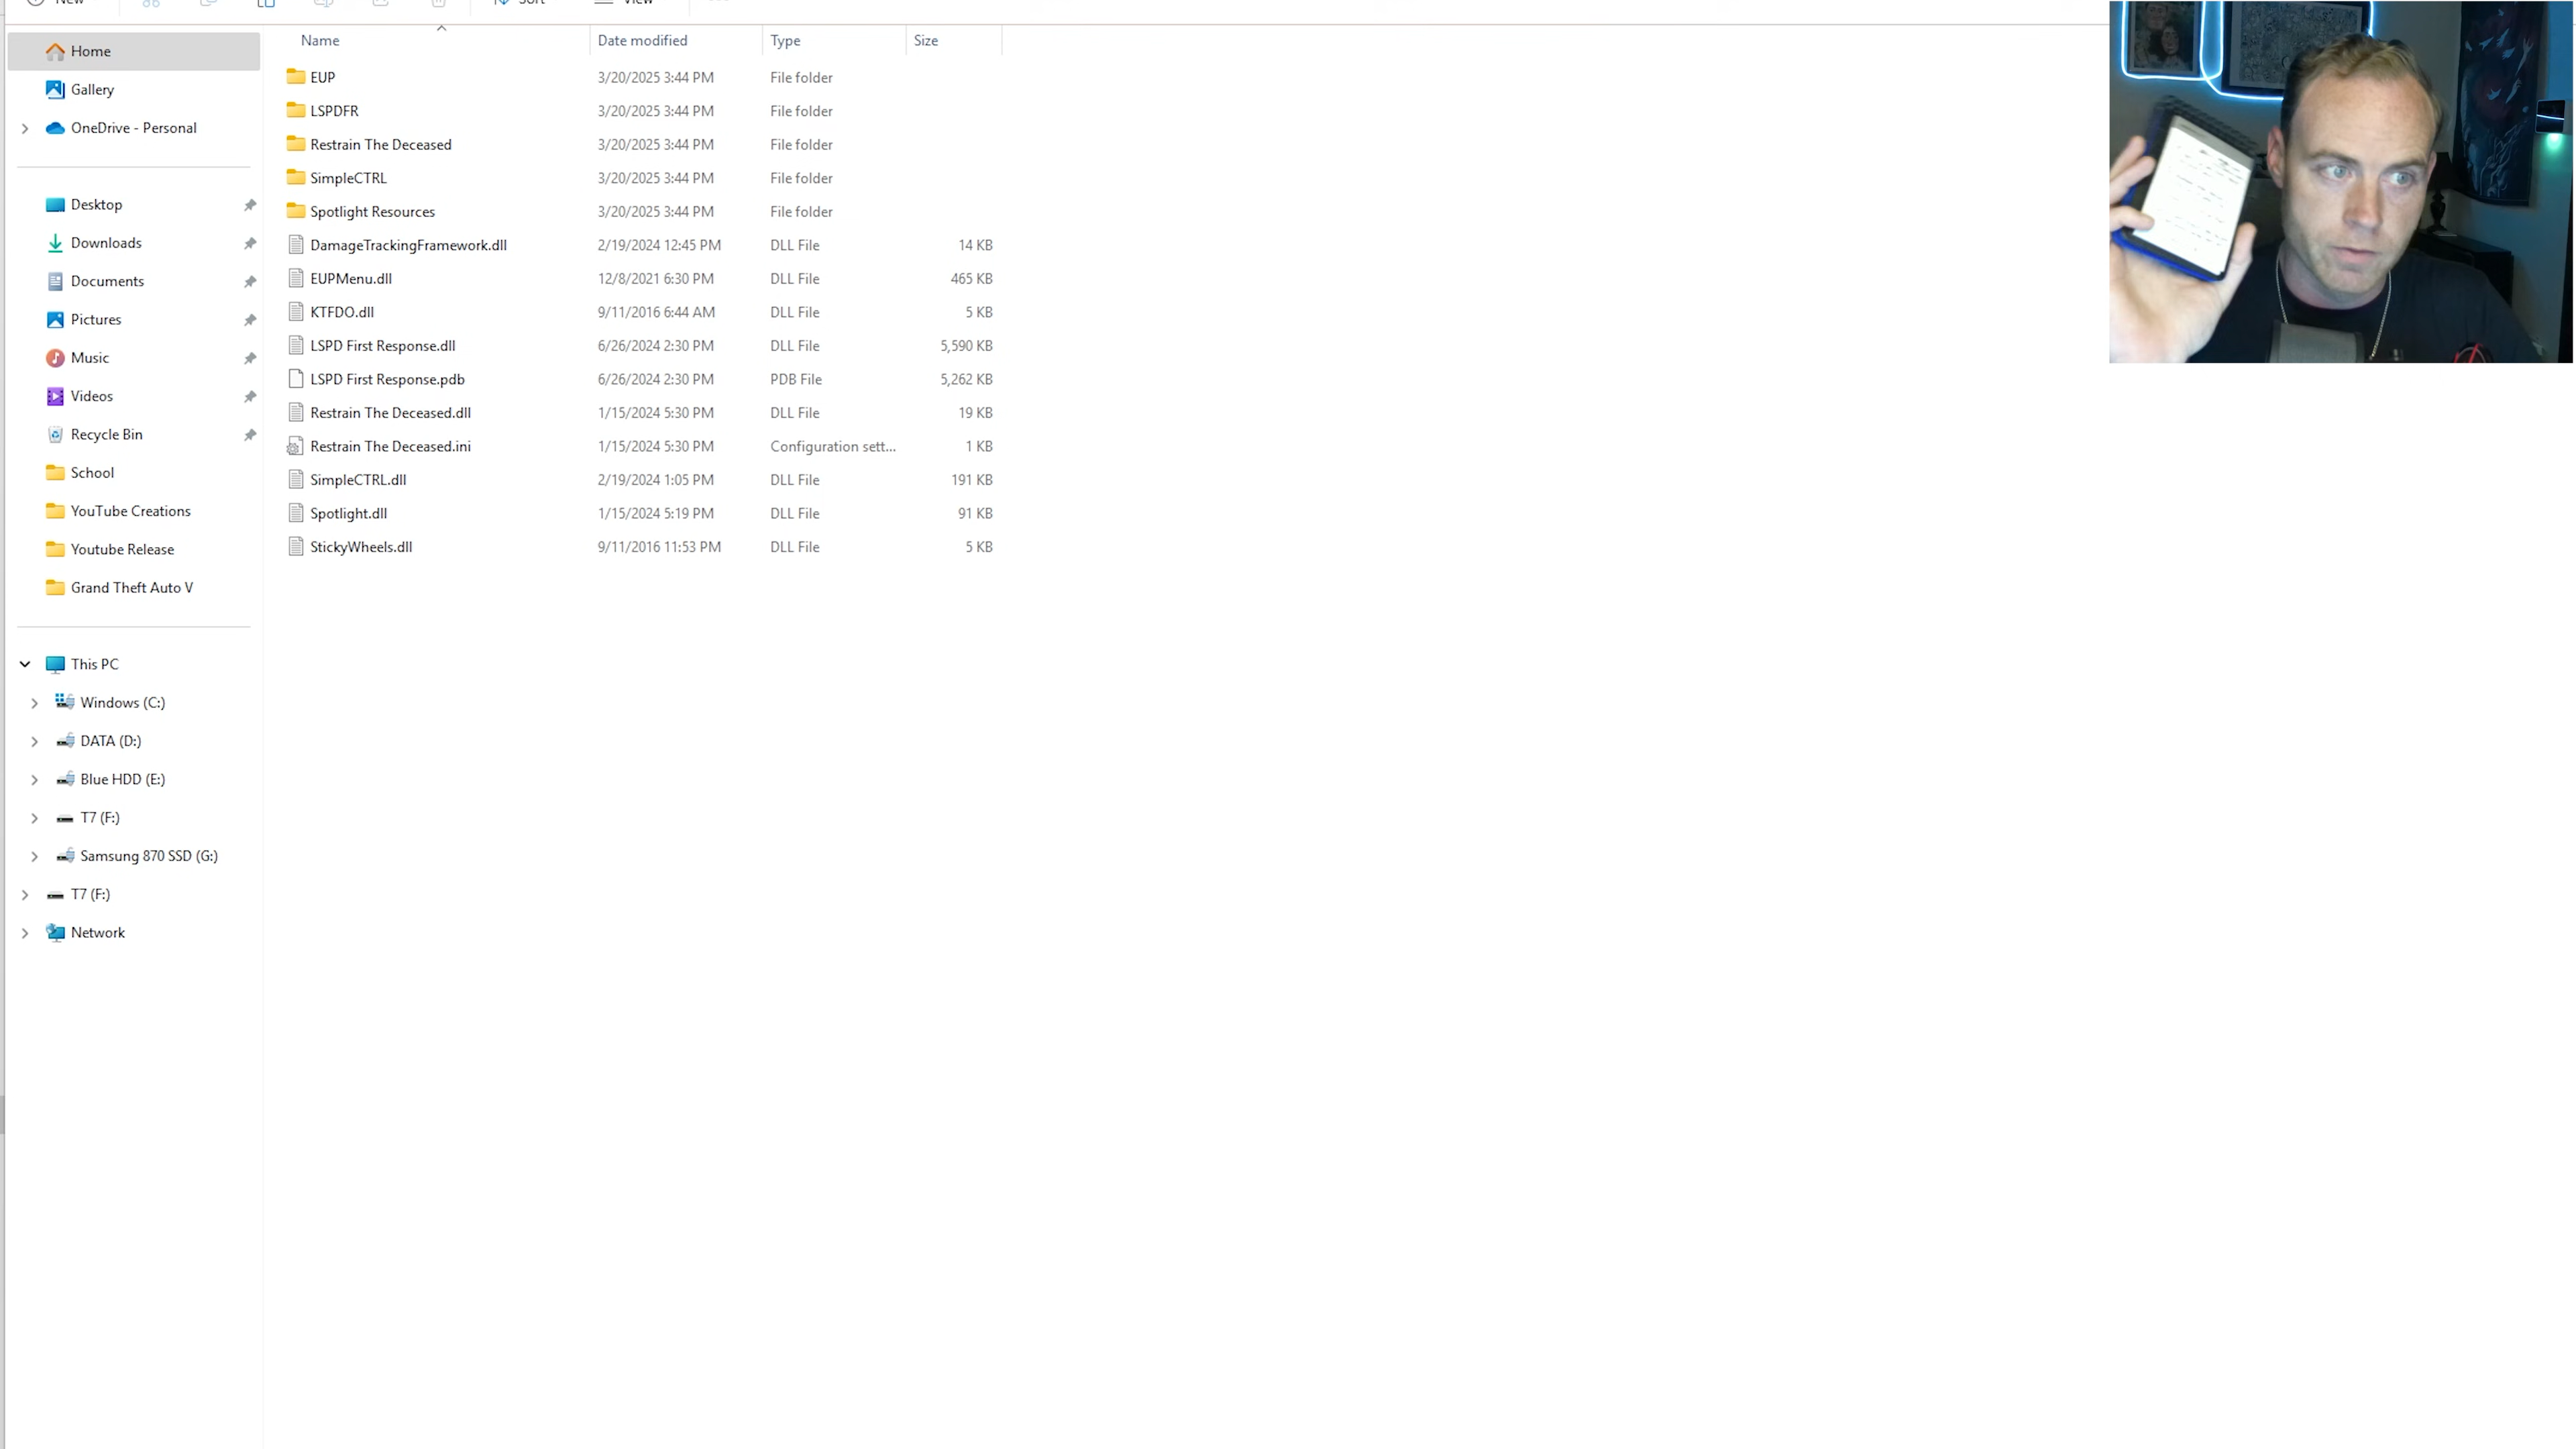 New
Sort
View
Name Date modified Type Size
Home
Gallery
OneDrive - Personal
Desktop
Downloads
Documents
Pictures
Music
Videos
Recycle Bin
School
YouTube Creations
Youtube Release
Grand Theft Auto V
This PC
Windows (C:)
DATA (D:)
Blue HDD (E:)
T7 (F:)
Samsung 870 SSD (G:)
T7 (F:)
Network
EUP 3/20/2025 3:44 PM File folder
LSPDFR 3/20/2025 3:44 PM File folder
Restrain The Deceased 3/20/2025 3:44 PM File folder
SimpleCTRL 3/20/2025 3:44 PM File folder
Spotlight Resources 3/20/2025 3:44 PM File folder
DamageTrackingFramework.dll 2/19/2024 12:45 PM DLL File 14 KB
EUPMenu.dll 12/8/2021 6:30 PM DLL File 465 KB
KTFDO.dll 9/11/2016 6:44 AM DLL File 5 KB
LSPD First Response.dll 6/26/2024 2:30 PM DLL File 5,590 KB
LSPD First Response.pdb 6/26/2024 2:30 PM PDB File 5,262 KB
Restrain The Deceased.dll 1/15/2024 5:30 PM DLL File 19 KB
Restrain The Deceased.ini 1/15/2024 5:30 PM Configuration sett... 1 KB
SimpleCTRL.dll 2/19/2024 1:05 PM DLL File 191 KB
Spotlight.dll 1/15/2024 5:19 PM DLL File 91 KB
StickyWheels.dll 9/11/2016 11:53 PM DLL File 5 KB